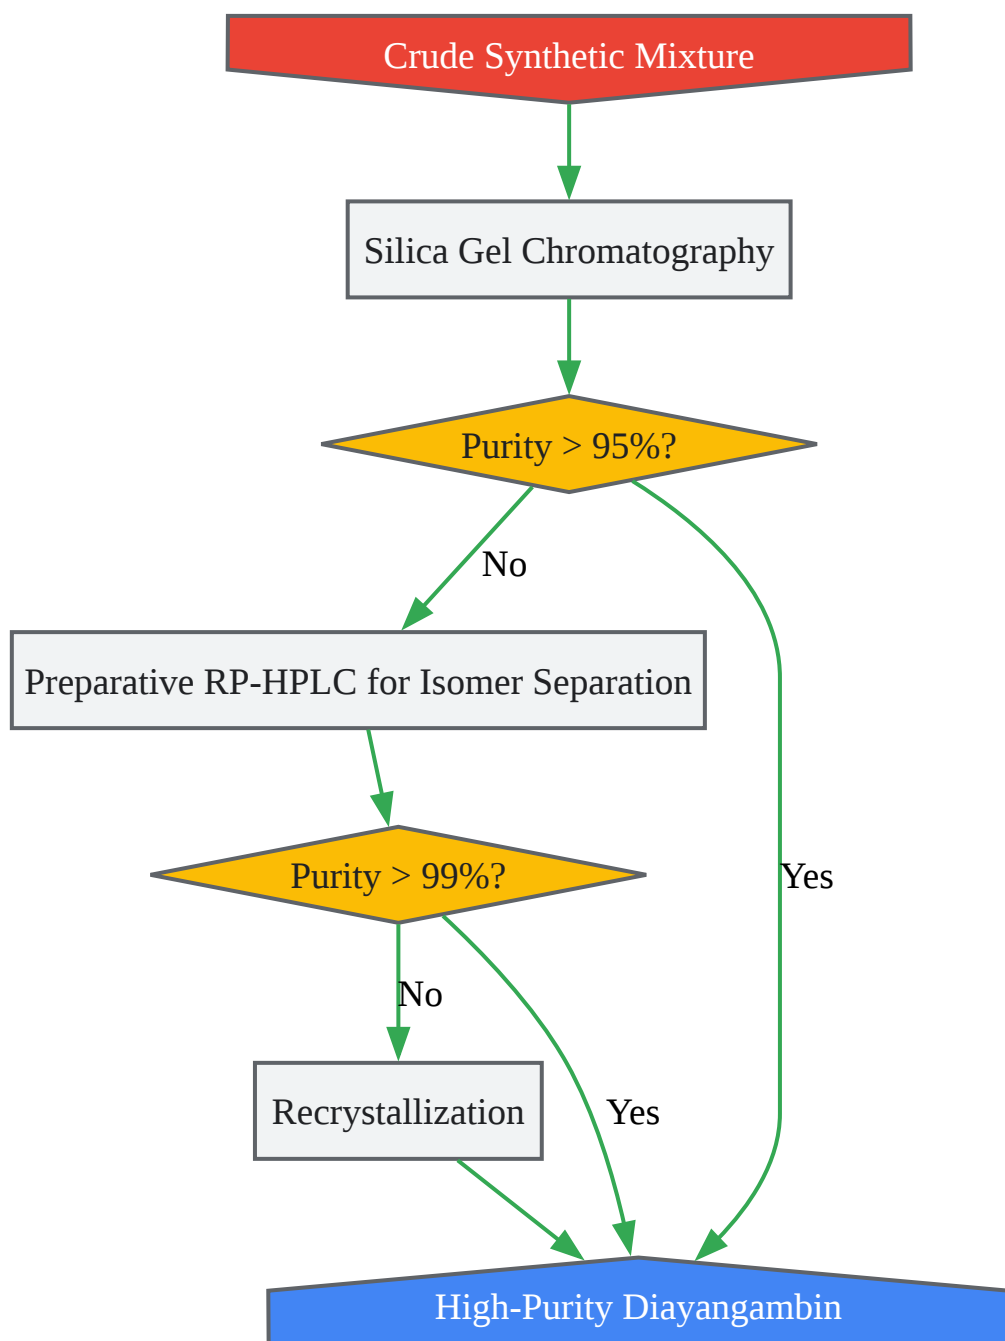 Crude Synthetic Mixture
Silica Gel Chromatography
Purity > 95%?
No
Preparative RP-HPLC for Isomer Separation
Purity > 99%?
Yes
No
Recrystallization
Yes
High-Purity Diayangambin